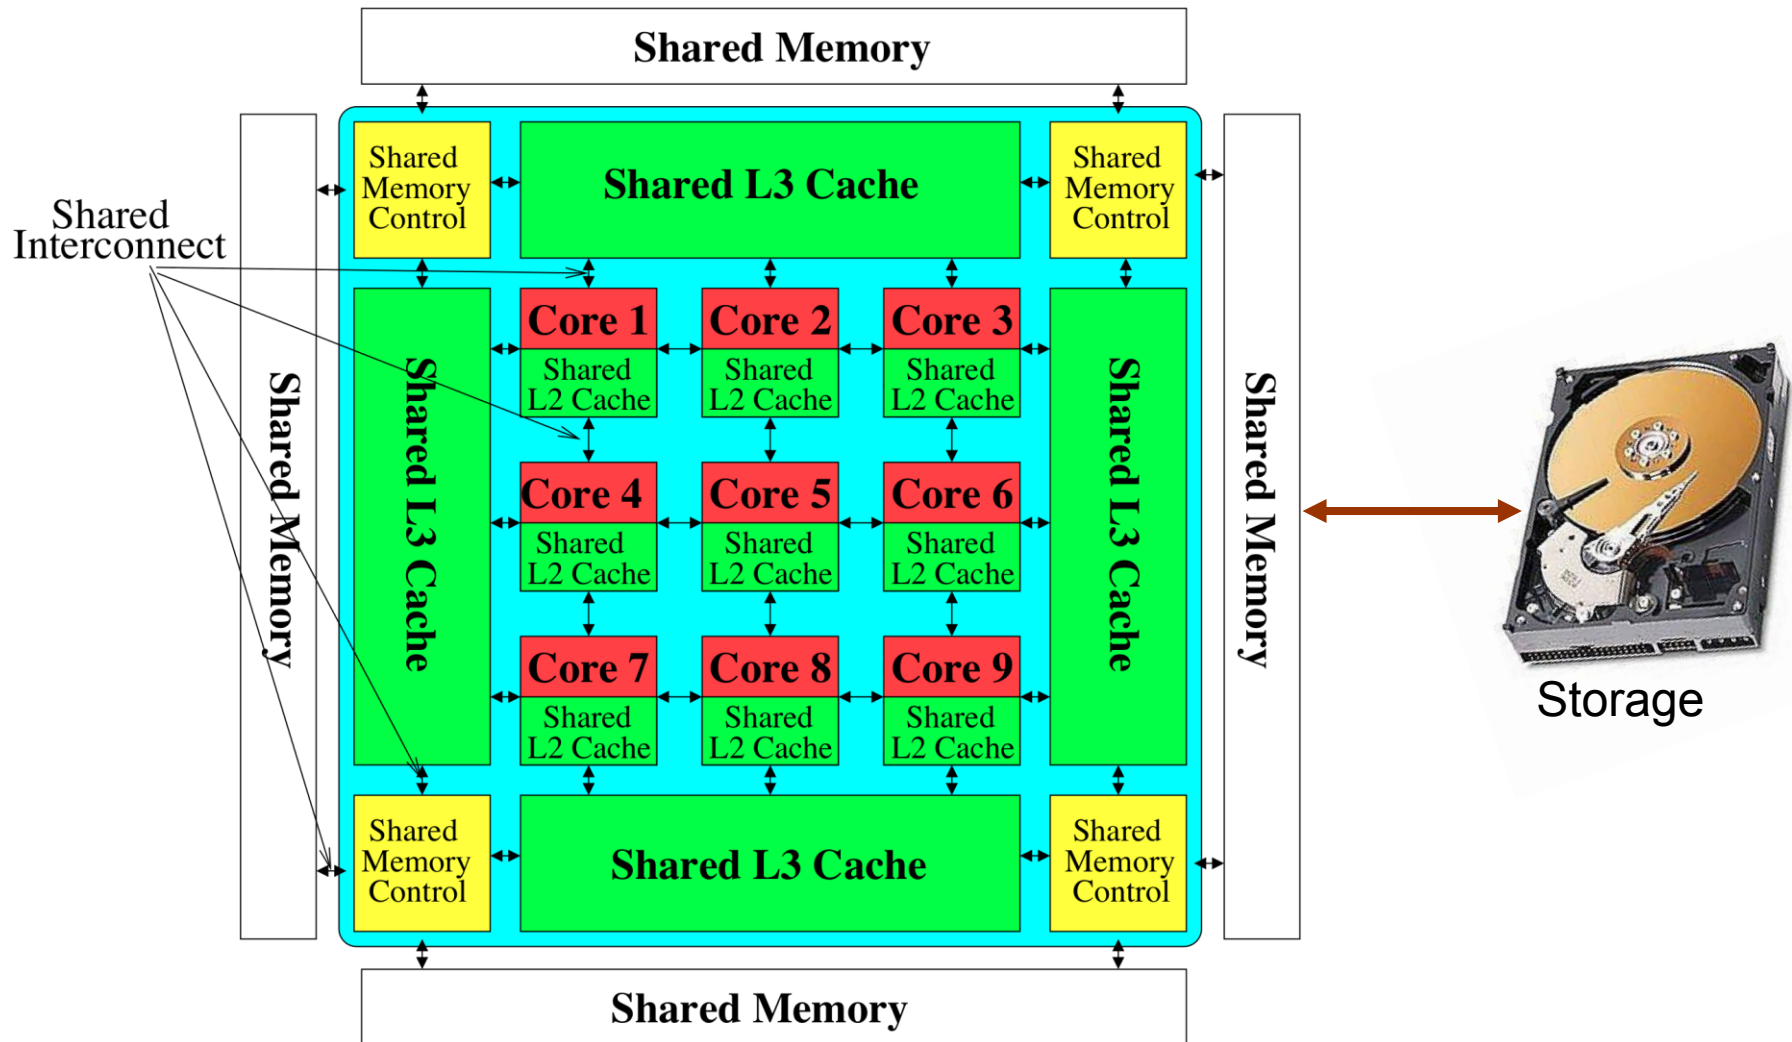 Shared Memory
Shared
Memory
Control
Shared L3 Cache
Shared
Memory
Control
Shared
Interconnect
Shared Memory
Shared L3 Cache
Core 1
Shared
L2 Cache
Core 2
Shared
L2 Cache
Core 3
Shared
L2 Cache
Core 4
Shared
L2 Cache
Core 5
Shared
L2 Cache
Core 6
Shared
L2 Cache
Core 7
Shared
L2 Cache
Core 8
Shared
L2 Cache
Core 9
Shared
L2 Cache
Shared L3 Cache
Shared Memory
Storage
Shared
Memory
Control
Shared L3 Cache
Shared
Memory
Control
Shared Memory